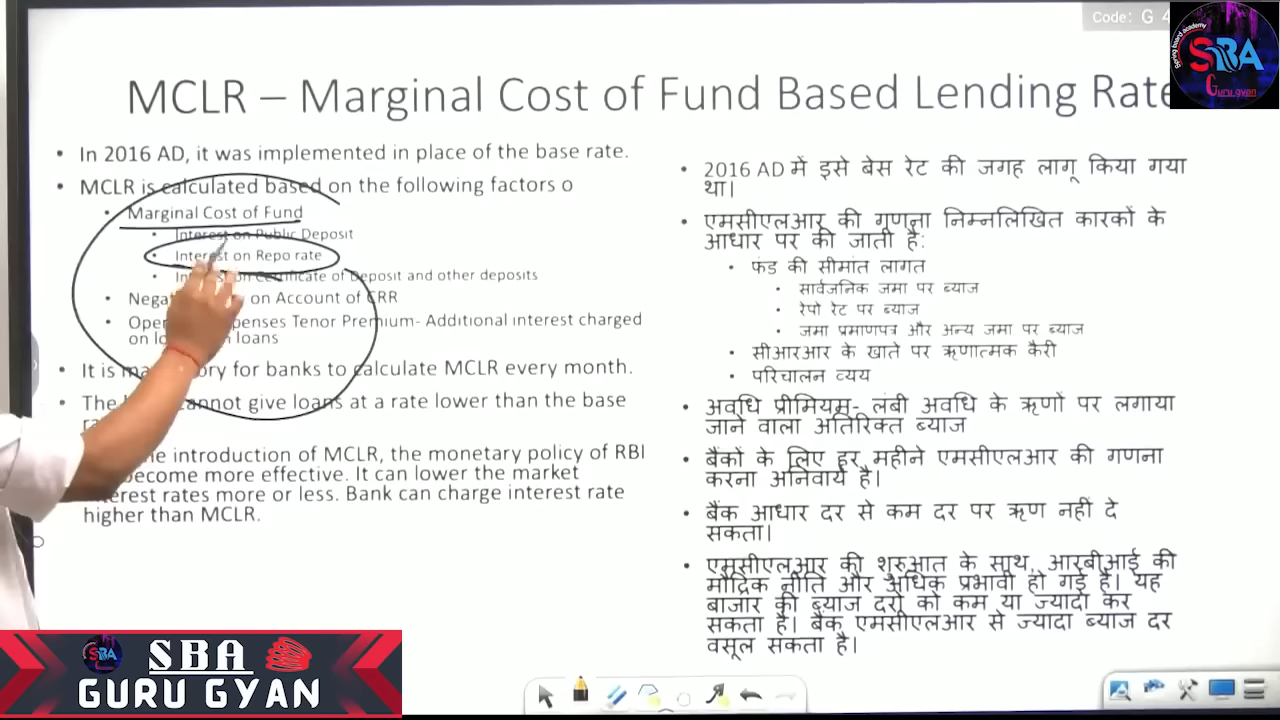 Code: G 4
SBA
Guru gyan
MCLR – Marginal Cost of Fund Based Lending Rate
• In 2016 AD, it was implemented in place of the base rate.
• MCLR is calculated based on the following factors o
• Marginal Cost of Fund
• Interest on Public Deposit
• Interest on Repo rate
• on Certificate of Deposit and other deposits
• on Account of CRR
• Tenor Premium- Additional interest charged
on loans
• It is for banks to calculate MCLR every month.
• The cannot give loans at a rate lower than the base
introduction of MCLR, the monetary policy of RBI
become more effective. It can lower the market
interest rates more or less. Bank can charge interest rate
higher than MCLR.
• 2016 AD में इसे बेस रेट की जगह लागू किया गया
था।
• एमसीएलआर की गणना निम्नलिखित कारकों के
आधार पर की जाती है:
• फंड की सीमांत लागत
• सार्वजनिक जमा पर ब्याज
• रेपो रेट पर ब्याज
• जमा प्रमाणपत्र और अन्य जमा पर ब्याज
• सीआरआर के खाते पर ऋणात्मक कैरी
• परिचालन व्यय
• अवधि प्रीमियम- लंबी अवधि के ऋणों पर लगाया
जाने वाला अतिरिक्त ब्याज
• बैंकों के लिए हर महीने एमसीएलआर की गणना
करना अनिवार्य है।
• बैंक आधार दर से कम दर पर ऋण नहीं दे
सकता।
• एमसीएलआर की शुरुआत के साथ, आरबीआई की
मौद्रिक नीति और अधिक प्रभावी हो गई है। यह
बाजार की ब्याज दरों को कम या ज्यादा कर
सकता है। बैंक एमसीएलआर से ज्यादा ब्याज दर
वसूल सकता है।
SBA
SBA
GURU GYAN